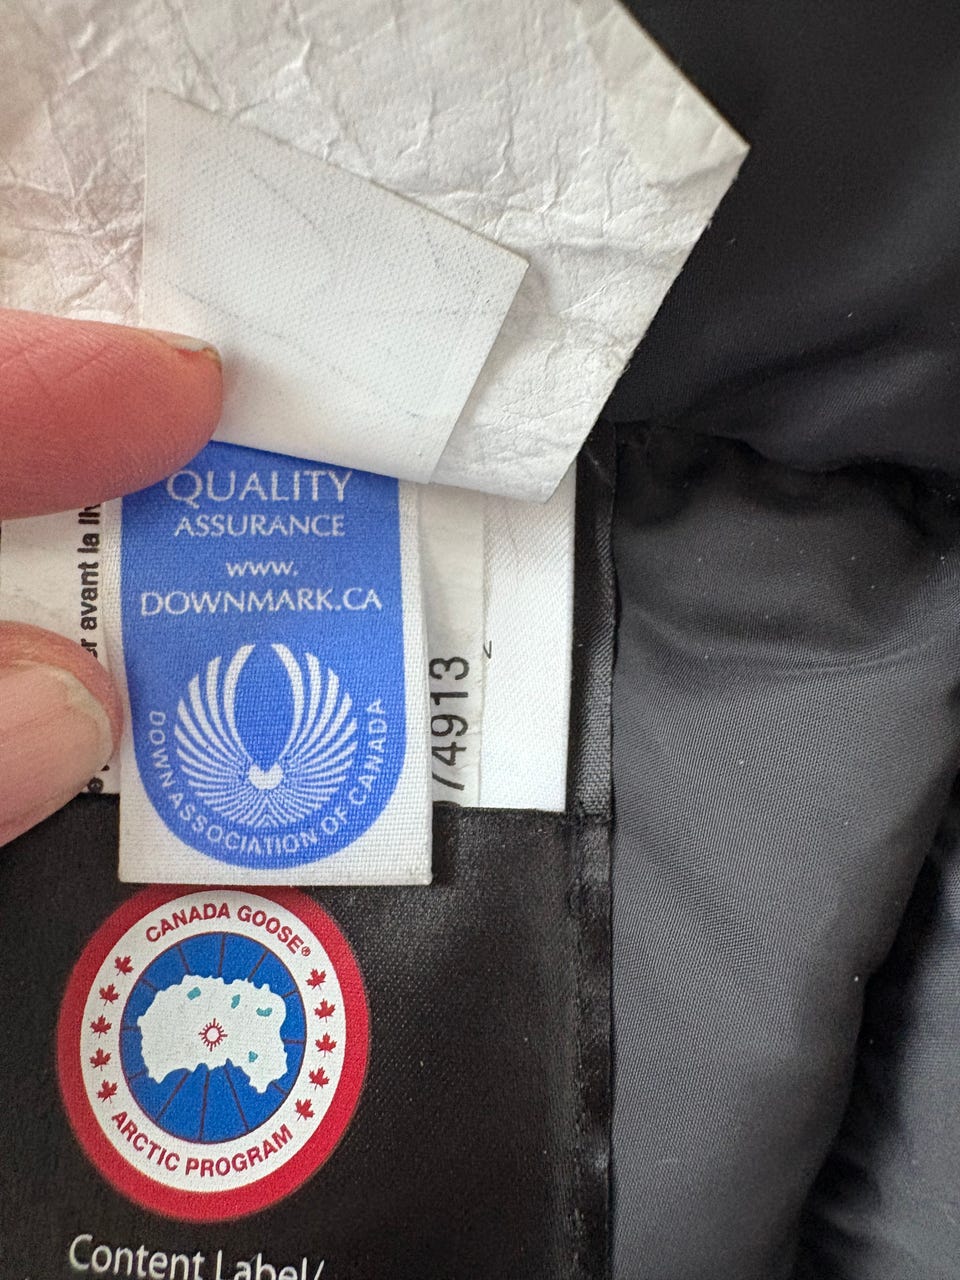 QUALITY
ASSURANCE
www.
DOWNMARK.CA
DOWN ASSOCIATION OF CANADA
avant la
74913
CANADA GOOSE®
ARCTIC PROGRAM
Content Label/